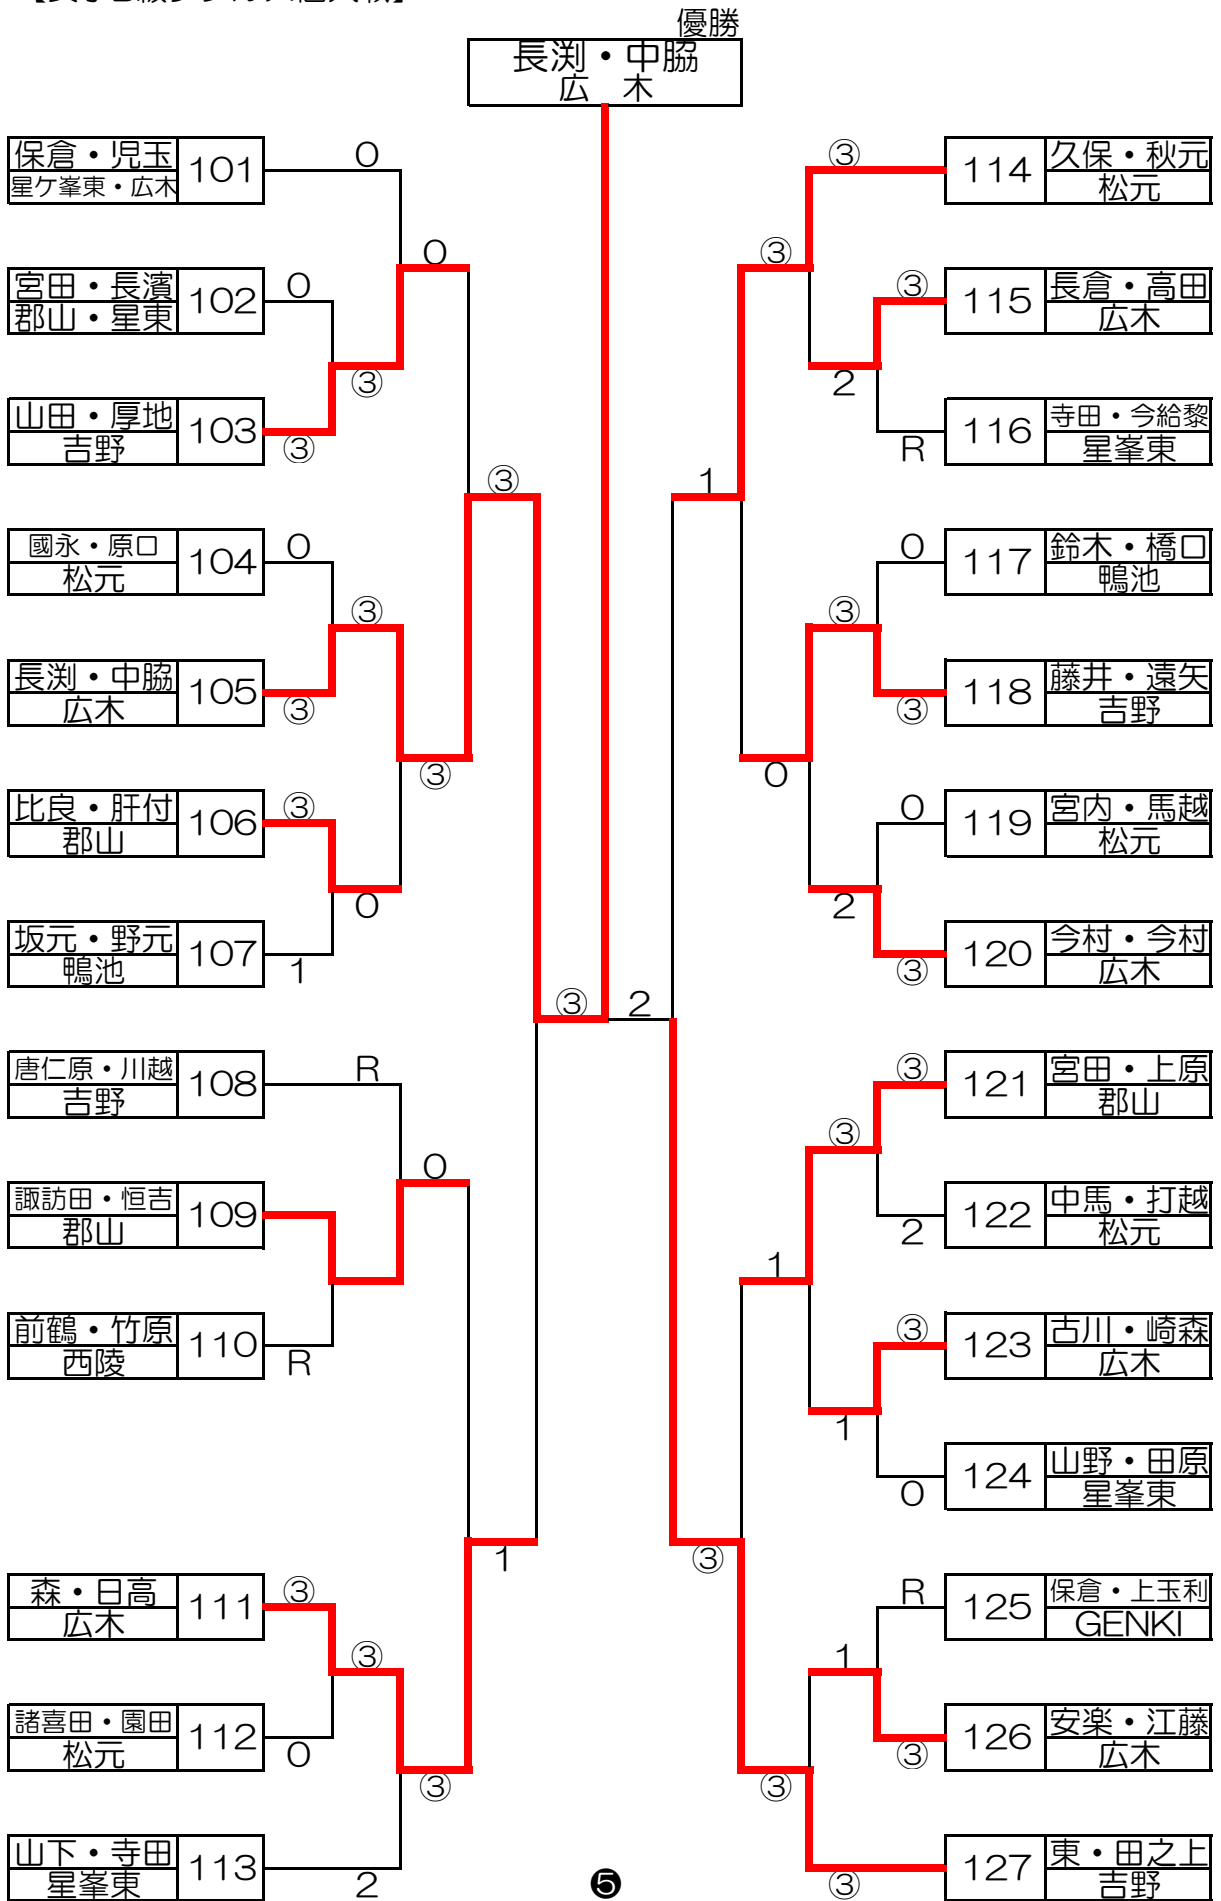 優勝
長渕・中脇
広 木
保倉・児玉
星ケ峯東・広木
101
0
宮田・長濱
郡山・星東
102
0
0
山田・厚地
吉野
103
③
③
國永・原口
松元
104
0
③
長渕・中脇
広木
105
③
③
比良・肝付
郡山
106
③
③
坂元・野元
鴨池
107
1
0
③
2
唐仁原・川越
吉野
108
R
0
諏訪田・恒吉
郡山
109
前鶴・竹原
西陵
110
R
1
森・日高
広木
111
③
③
諸喜田・園田
松元
112
0
③
山下・寺田
星峯東
113
2
③
114
久保・秋元
松元
③
③
115
長倉・高田
広木
2
R
116
寺田・今給黎
星峯東
1
0
117
鈴木・橋口
鴨池
③
③
118
藤井・遠矢
吉野
0
0
119
宮内・馬越
松元
2
③
120
今村・今村
広木
③
121
宮田・上原
郡山
③
2
122
中馬・打越
松元
1
③
123
古川・崎森
広木
1
0
124
山野・田原
星峯東
③
R
125
保倉・上玉利
GENKI
1
③
126
安楽・江藤
広木
③
③
127
東・田之上
吉野
❺